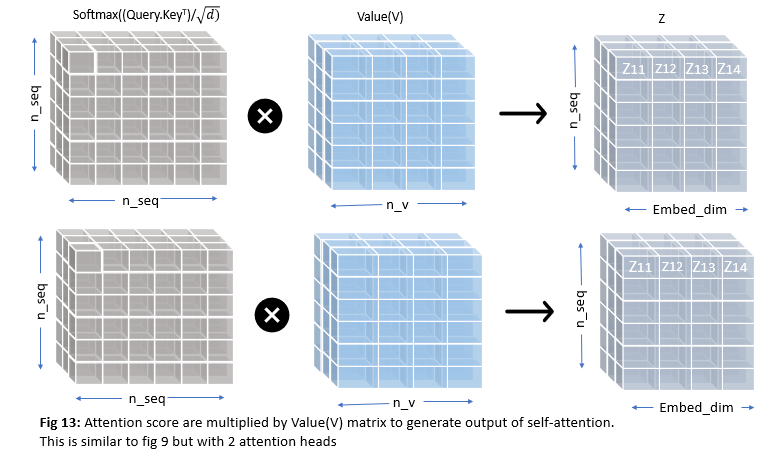 Softmax((Query.Keyᵀ)/√d) Value(V) Z
n_seq n_seq Z11 Z12 Z13 Z14
n_seq n_v Embed_dim
n_seq n_seq Z11 Z12 Z13 Z14
n_seq n_v Embed_dim
Fig 13: Attention score are multiplied by Value(V) matrix to generate output of self-attention.
This is similar to fig 9 but with 2 attention heads